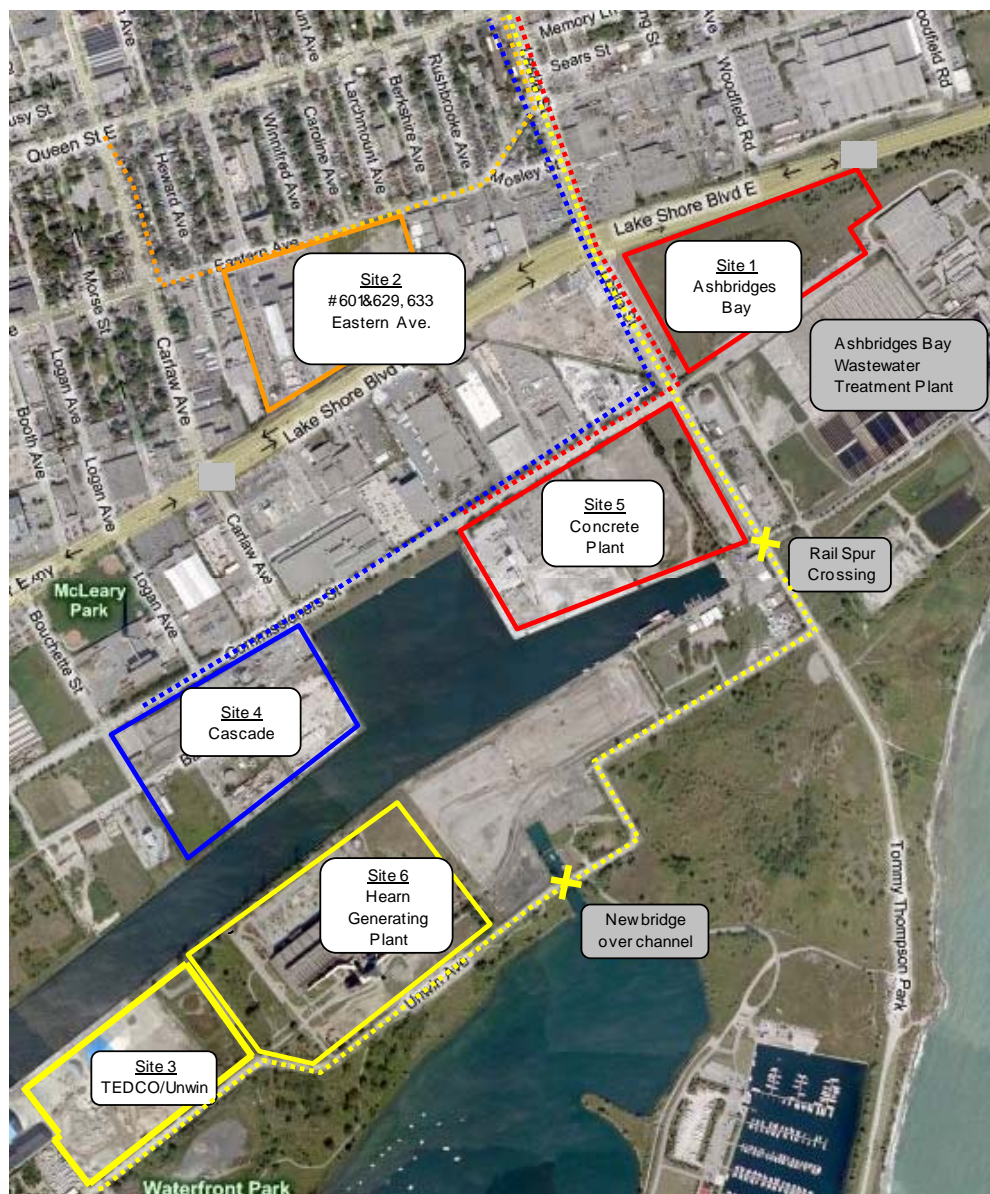 Memory Ln
Sears St
Woodfield Rd
Woodfield Rd
Queen St E
Heward Ave
Winnifred Ave
Caroline Ave
Larchmount Ave
Berkshire Ave
Rushbrooke Ave
Mosley
Lake Shore Blvd E
Eastern Ave
Site 1
Ashbridges
Bay
Site 2
#601&629, 633
Eastern Ave.
Ashbridges Bay
Wastewater
Treatment Plant
Morse St
Carlaw Ave
Logan Ave
Booth Ave
Logan Ave
Lake Shore Blvd E
Carlaw Ave
Site 5
Concrete
Plant
Rail Spur
Crossing
McLeary
Park
Logan Ave
Bouchette St
Commissioners St
Site 4
Cascade
Site 6
Hearn
Generating
Plant
New bridge
over channel
Tommy Thompson Park
Unwin Ave
Site 3
TEDCO/Unwin
Waterfront Park